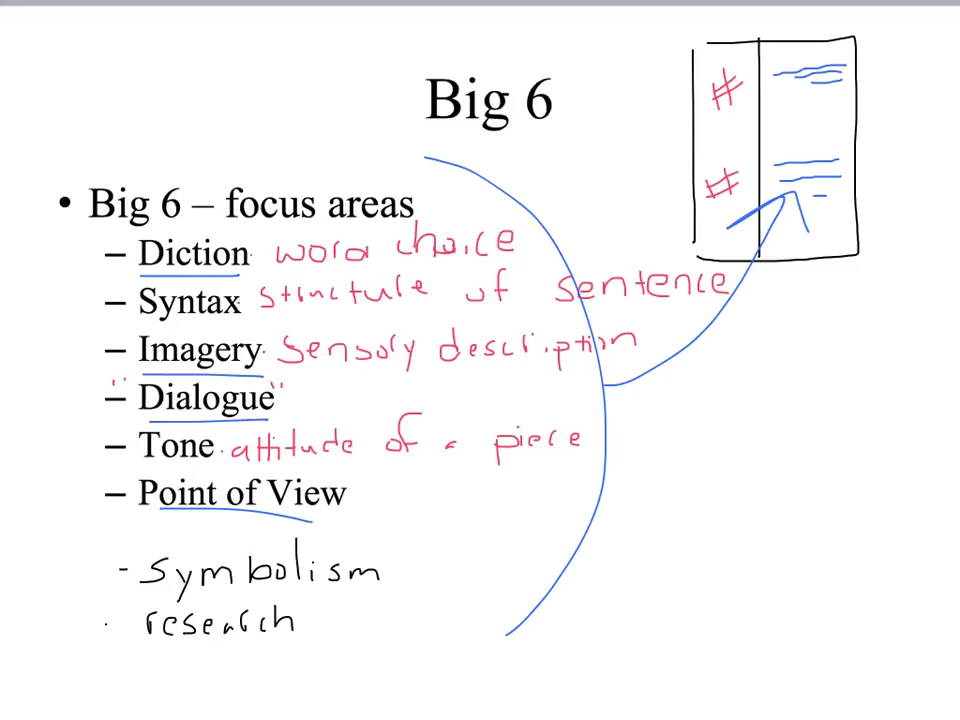 Big 6
#
#
• Big 6 – focus areas
– Diction word choice
– Syntax structure of sentence
– Imagery sensory description
– "Dialogue"
– Tone attitude of a piece
– Point of View
- symbolism
· research